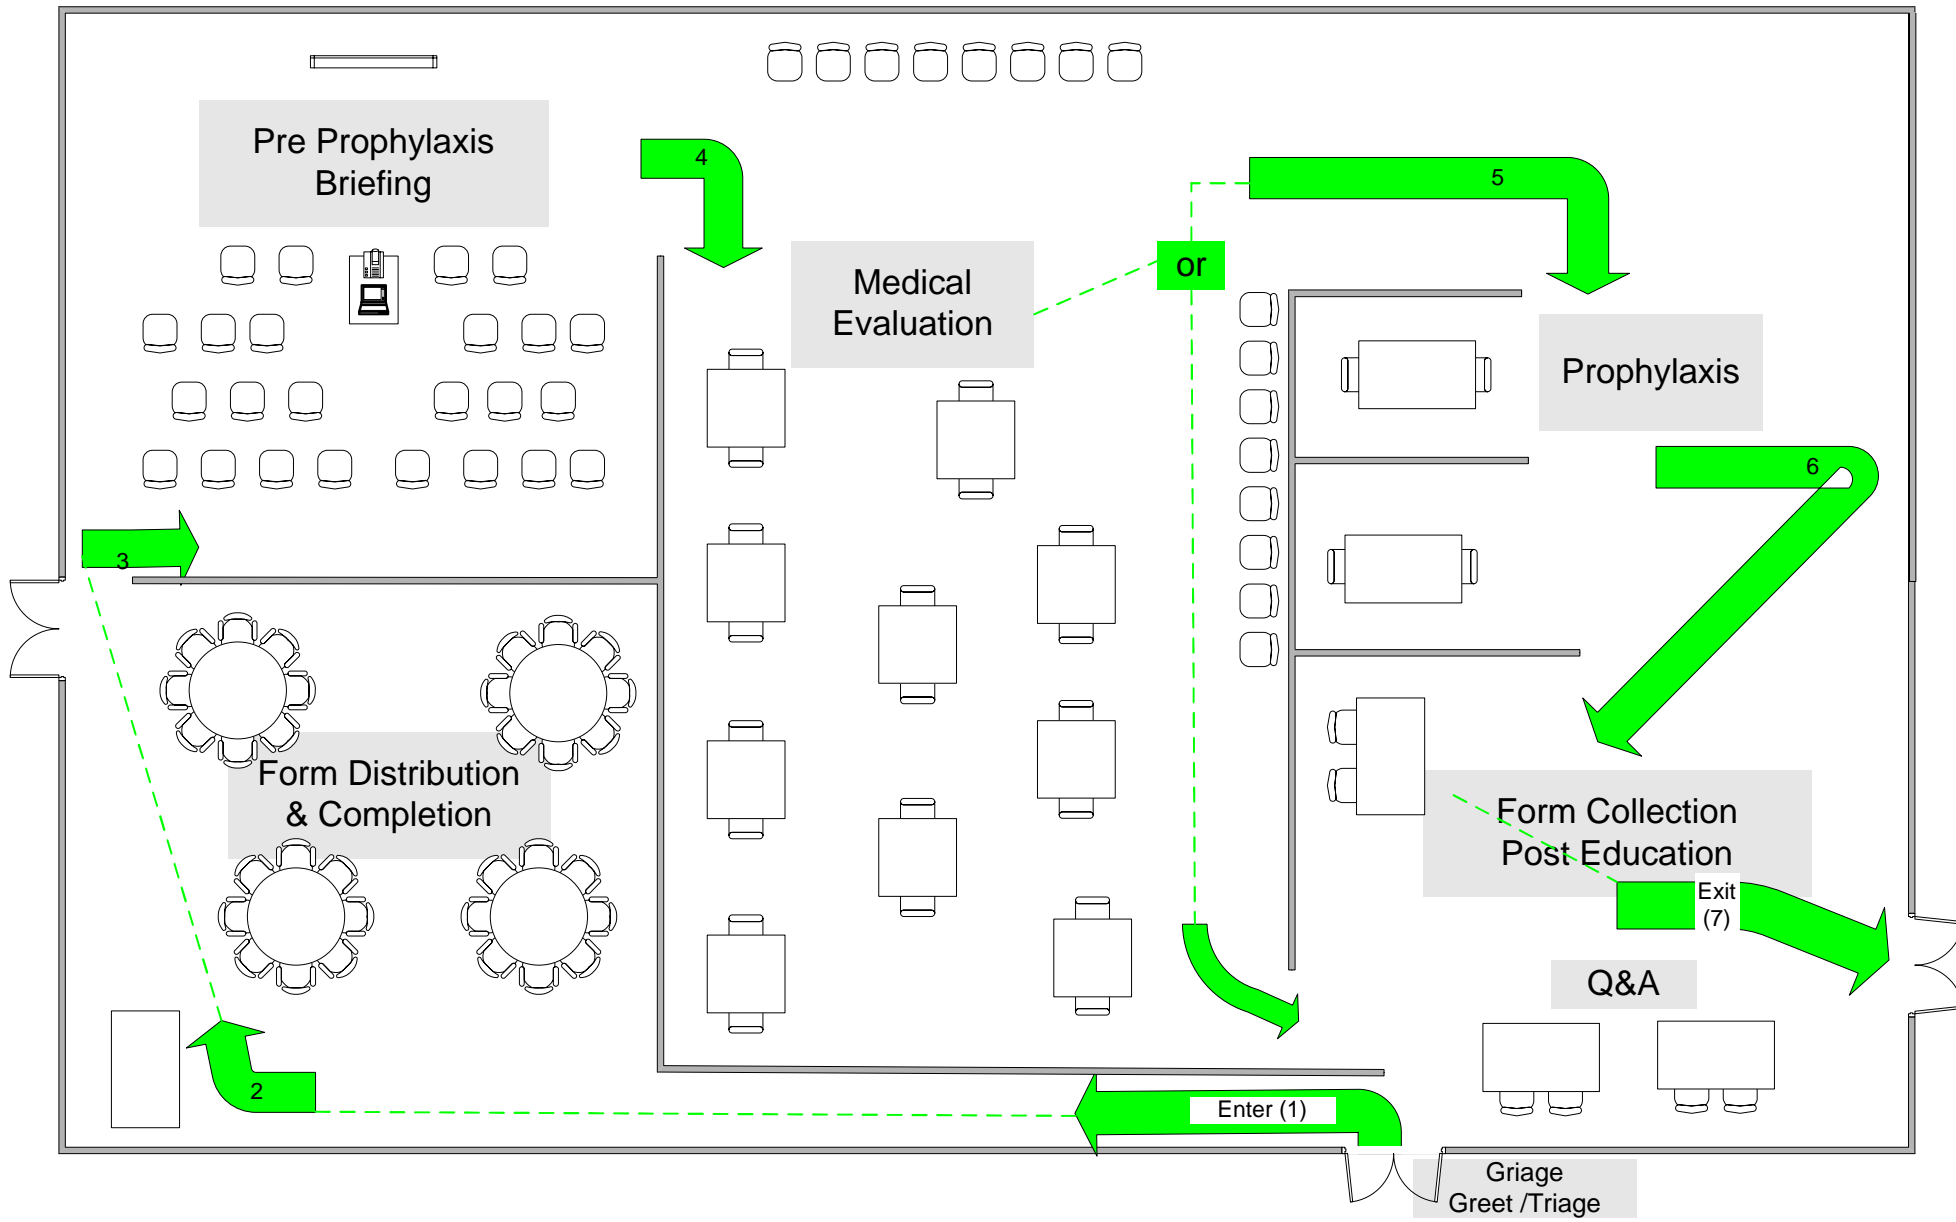 Pre Prophylaxis
Briefing
4
5
or
Medical
Evaluation
Prophylaxis
6
3
Form Distribution
& Completion
Form Collection
Post Education
Exit
(7)
Q&A
2
Enter (1)
Griage
Greet /Triage